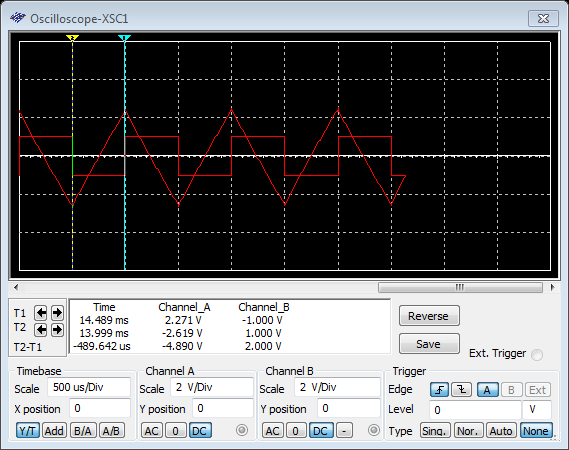 Oscilloscope-XSC1
2 1
T1
T2
T2-T1
Time Channel_A Channel_B
14.489 ms 2.271 V -1.000 V
13.999 ms -2.619 V 1.000 V
-489.642 us -4.890 V 2.000 V
Reverse
Save
Ext. Trigger
Timebase Channel A Channel B Trigger
Scale 500 us/Div Scale 2 V/Div Scale 2 V/Div Edge A B Ext
X position 0 Y position 0 Y position 0 Level 0 V
Y/T Add B/A A/B AC 0 DC AC 0 DC - Type Sing. Nor. Auto None